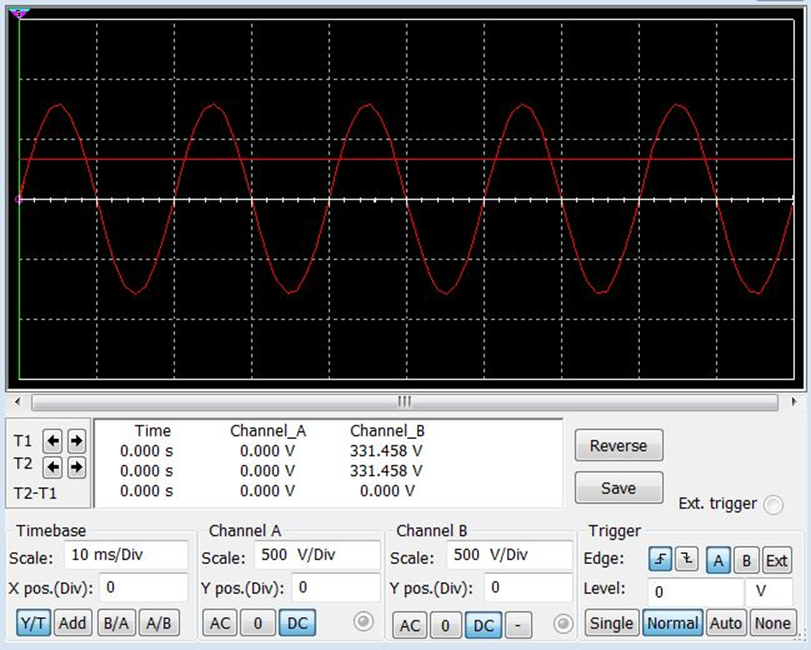 Time Channel_A Channel_B
T1 0.000 s 0.000 V 331.458 V
T2 0.000 s 0.000 V 331.458 V
T2-T1 0.000 s 0.000 V 0.000 V
Reverse
Save
Ext. trigger
Timebase
Scale: 10 ms/Div
X pos.(Div): 0
Y/T Add B/A A/B
Channel A
Scale: 500 V/Div
Y pos.(Div): 0
AC 0 DC
Channel B
Scale: 500 V/Div
Y pos.(Div): 0
AC 0 DC -
Trigger
Edge: A B Ext
Level: 0 V
Single Normal Auto None